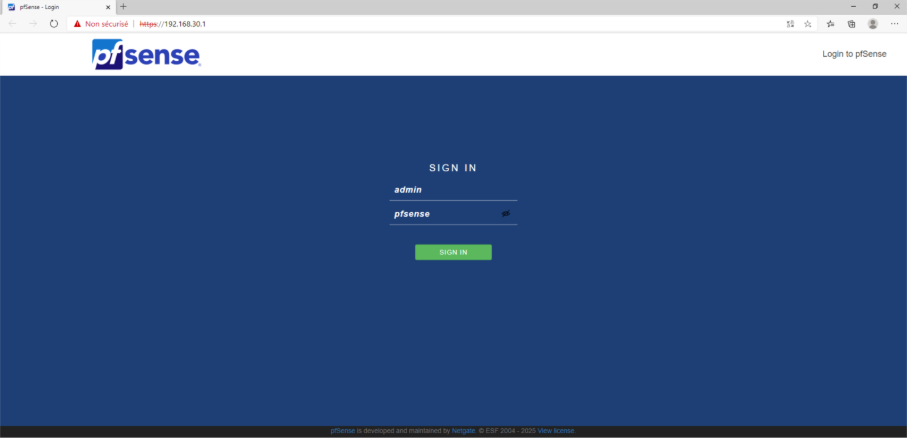 pfSense - Login
Non sécurisé | https://192.168.30.1
pfsense
Login to pfSense
SIGN IN
admin
pfsense
SIGN IN
pfSense is developed and maintained by Netgate. © ESF 2004 - 2025 View license.